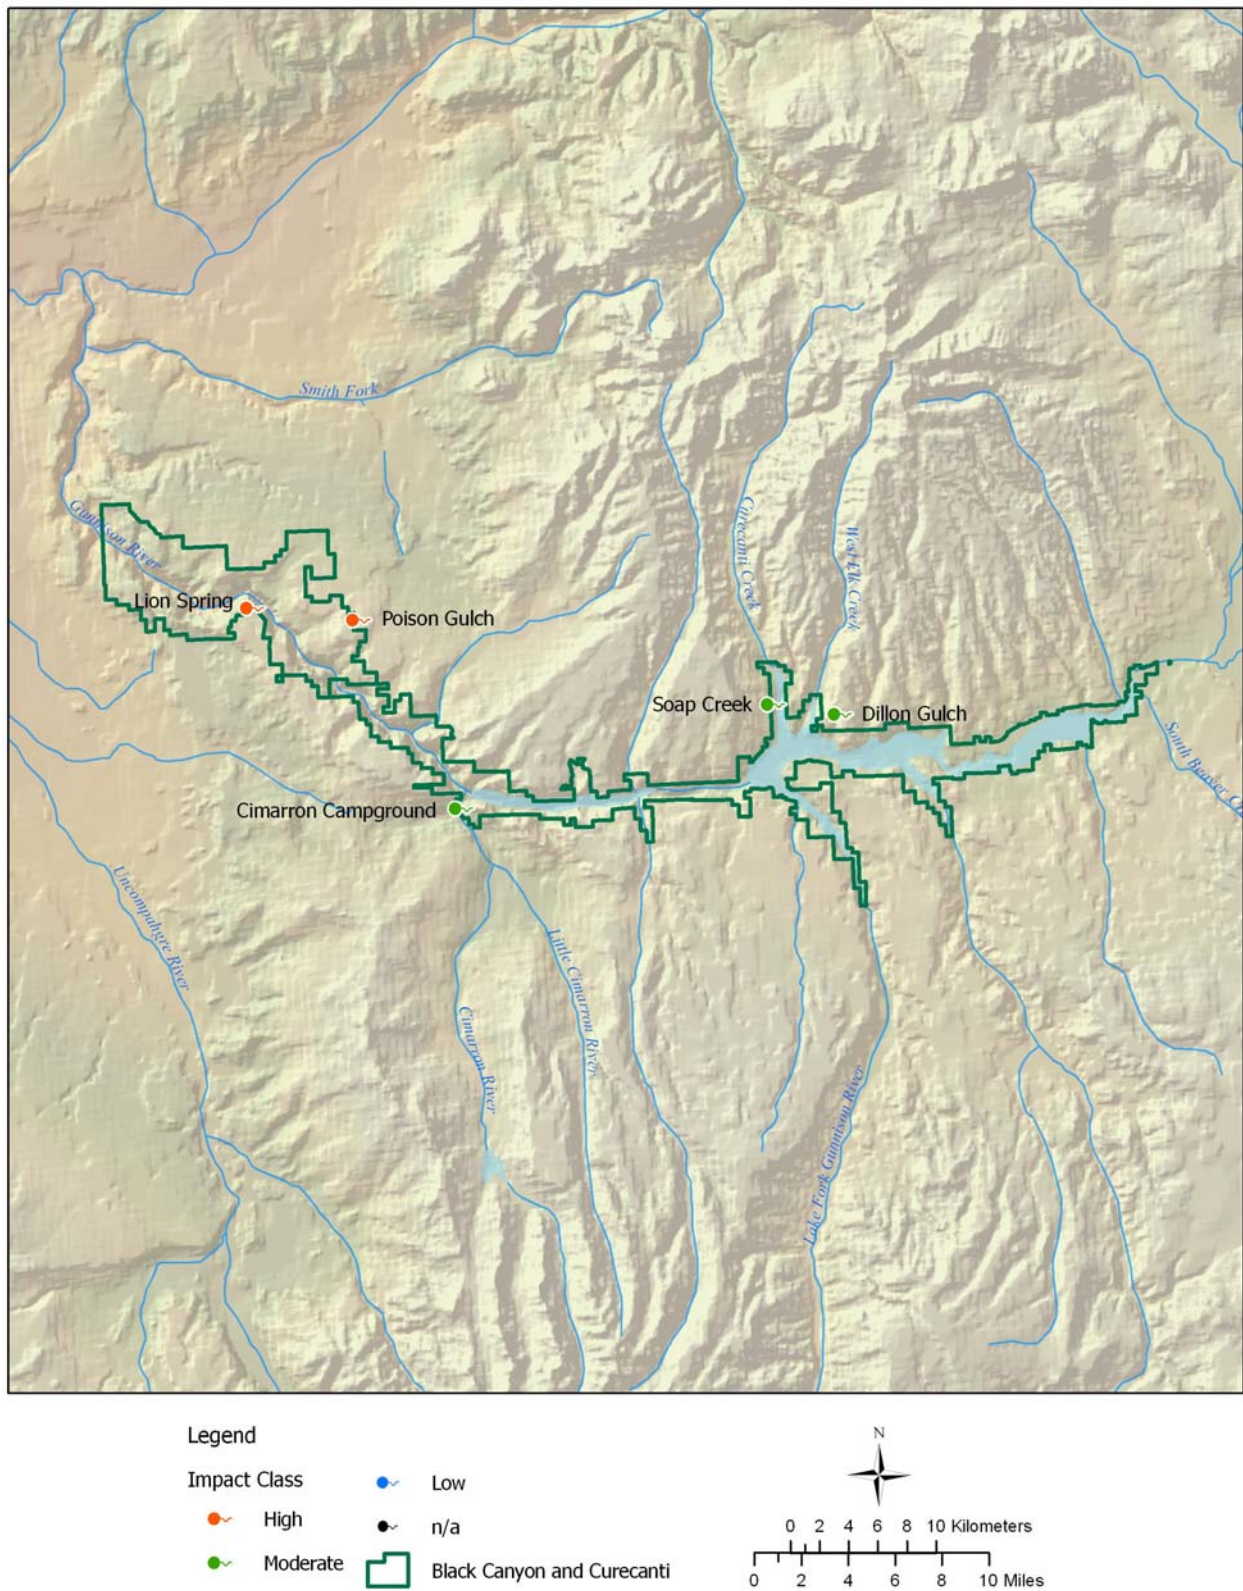 Smith Fork
Gunnison River
Curecanti Creek
West Elk Creek
Lion Spring
Poison Gulch
Soap Creek
Dillon Gulch
South Beaver Cre
Cimarron Campground
Uncompahgre River
Little Cimarron River
Cimarron River
Lake Fork Gunnison River
Legend
N
Impact Class
Low
High
n/a
Moderate
Black Canyon and Curecanti
0 2 4 6 8 10 Kilometers
0 2 4 6 8 10 Miles